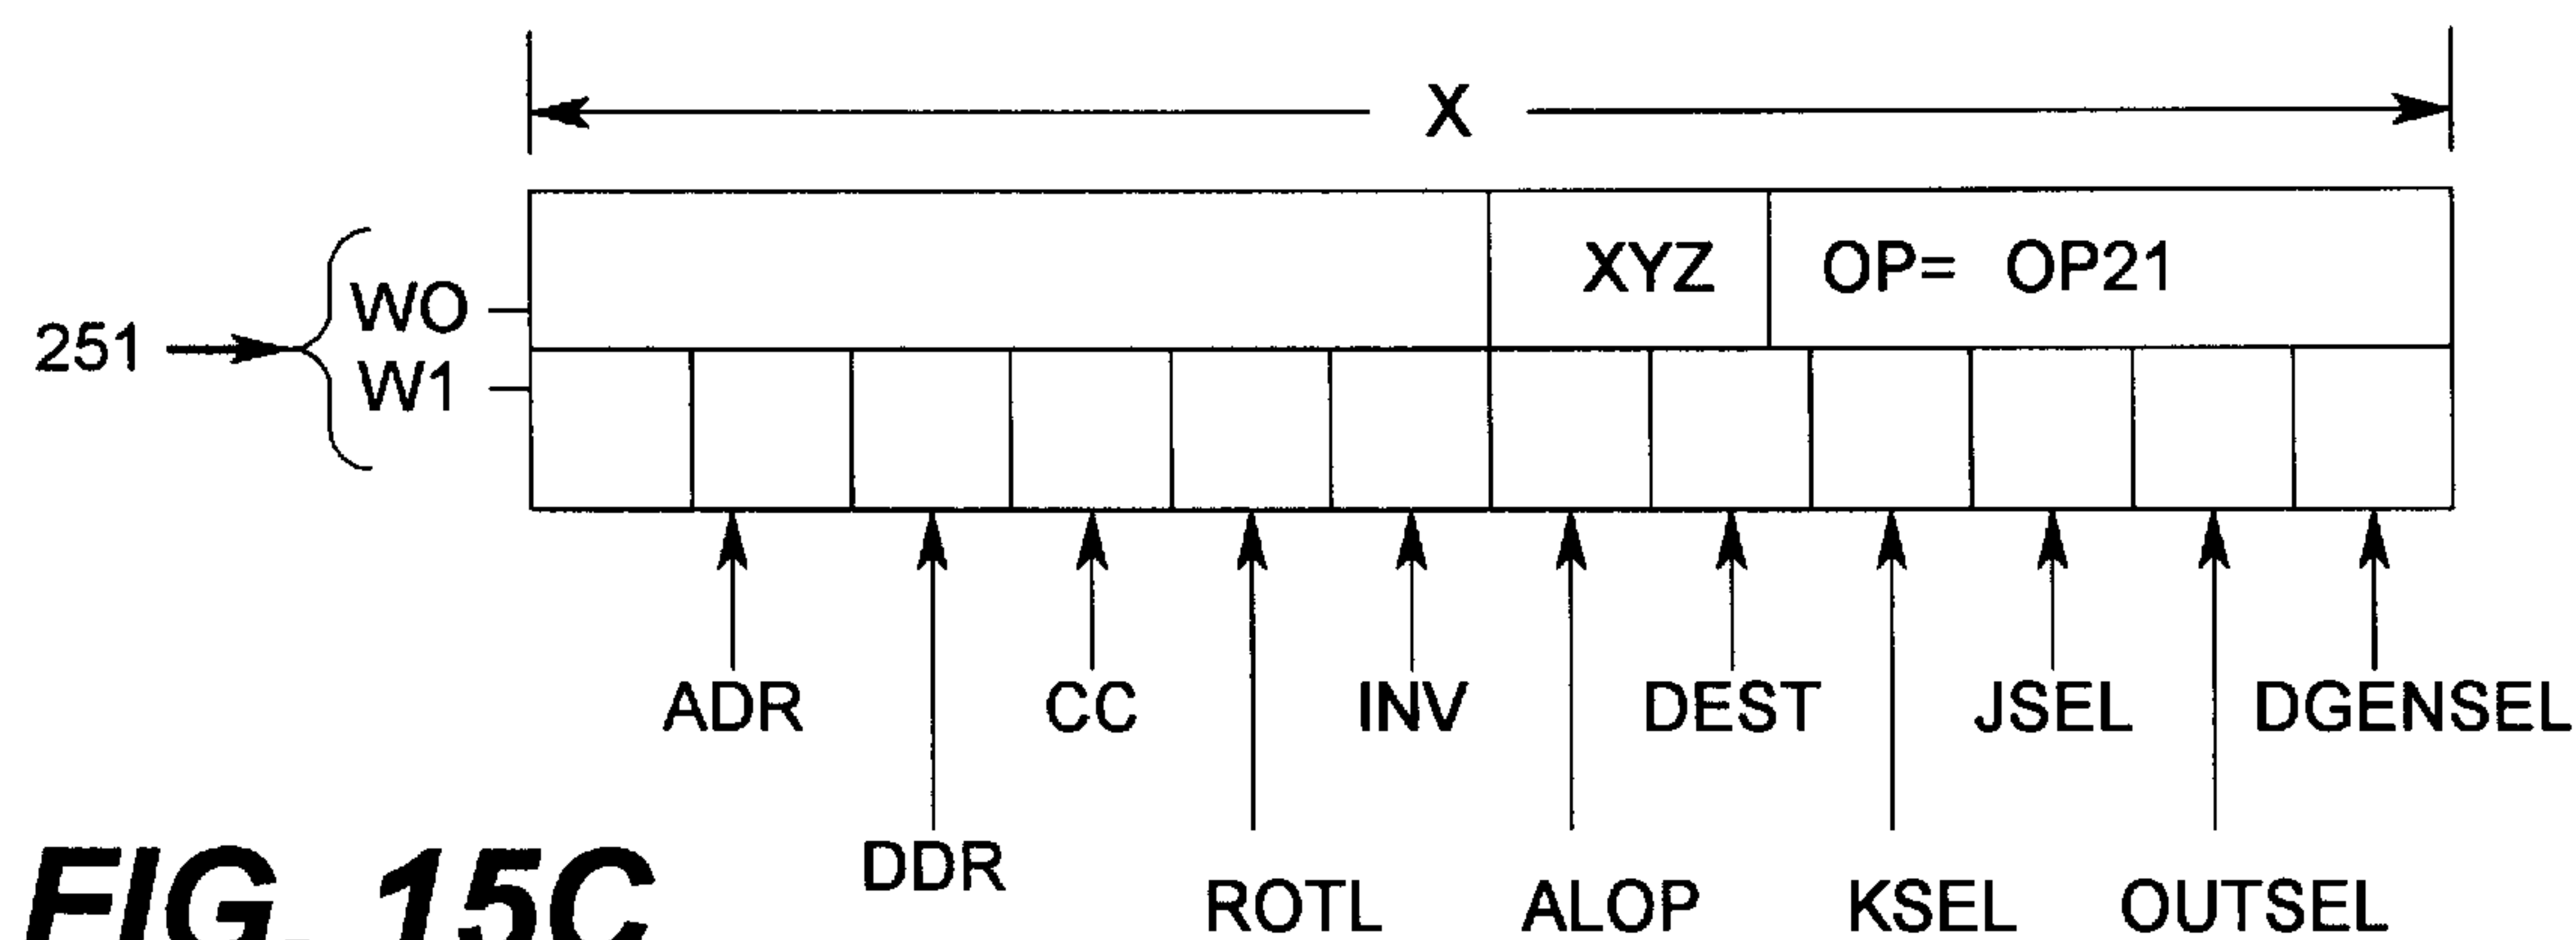 X
XYZ OP= OP21
WO
251
W1
ADR CC INV DEST JSEL DGENSEL
DDR ROTL ALOP KSEL OUTSEL
FIG. 15C